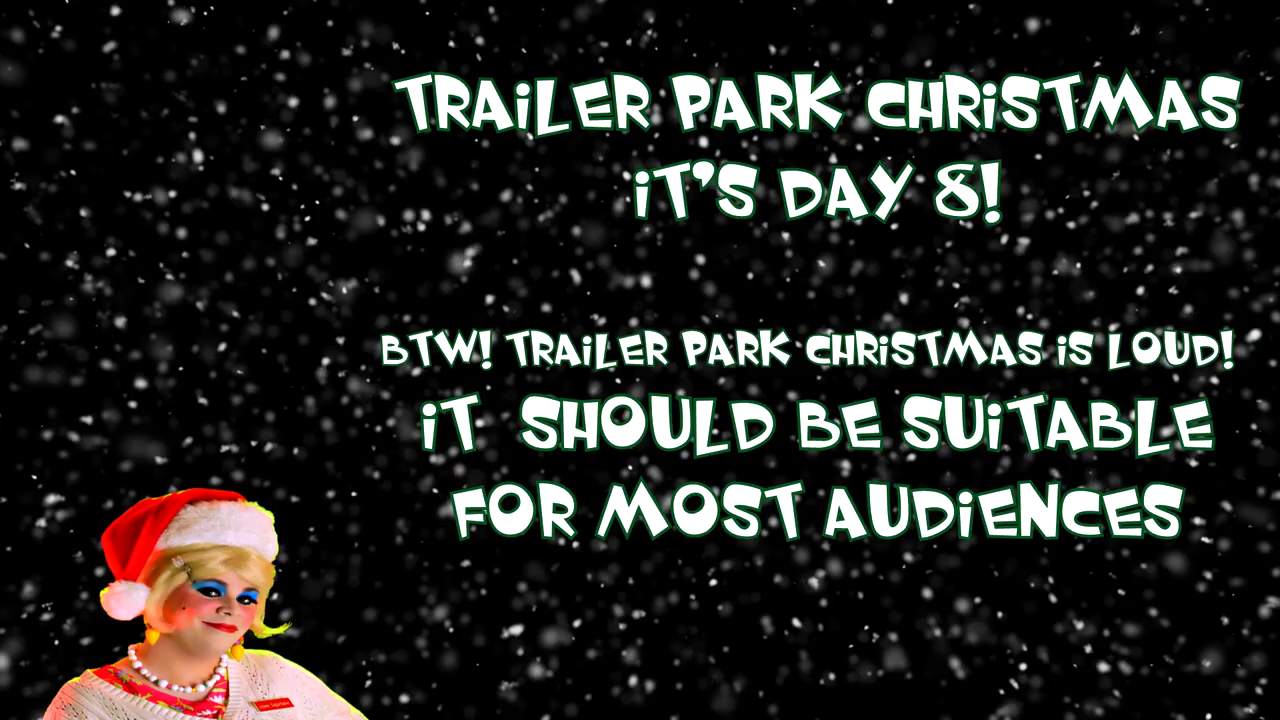 TRAiLER PARK CHRiSTMAS
iT'S DAY 8!
BTW! TRAiLER PARK CHRiSTMAS iS LOUD!
iT SHOULD BE SUiTABLE
FOR MOST AUDiENCES